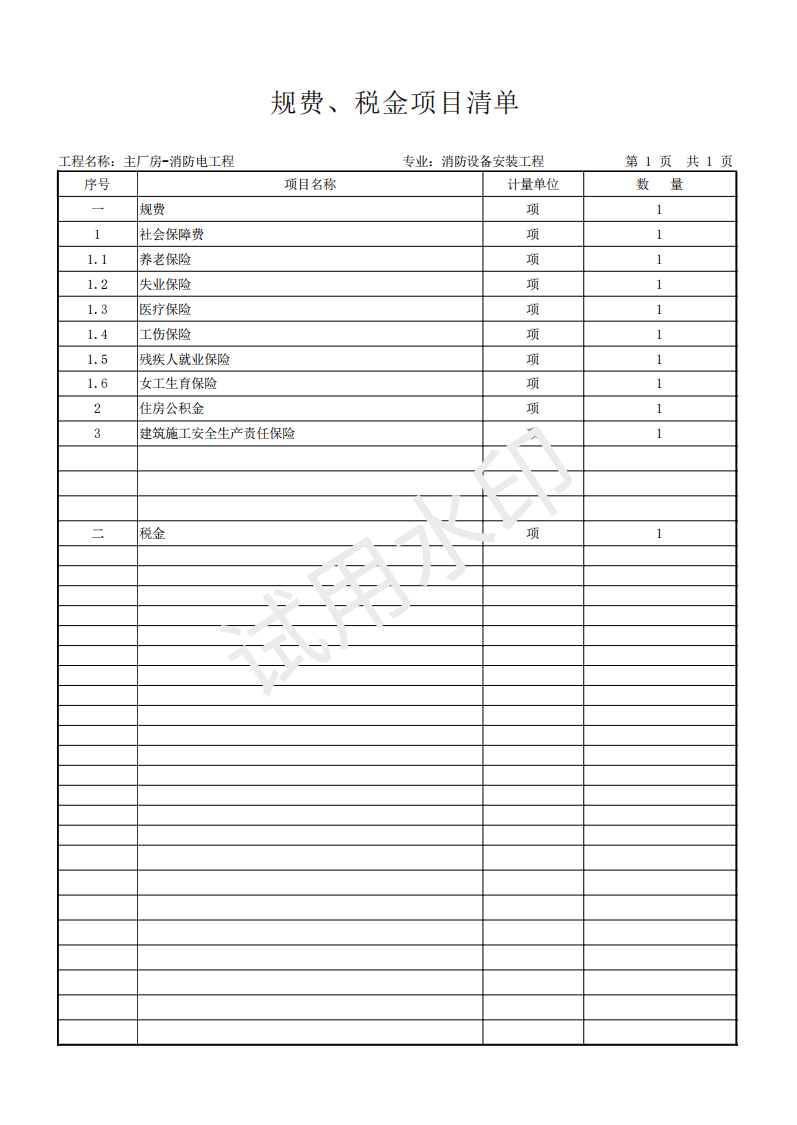 规费、税金项目清单
工程名称：主厂房-消防电工程 专业：消防设备安装工程 第 1 页 共 1 页
序号 项目名称 计量单位 数 量
一 规费 项 1
1 社会保障费 项 1
1.1 养老保险 项 1
1.2 失业保险 项 1
1.3 医疗保险 项 1
1.4 工伤保险 项 1
1.5 残疾人就业保险 项 1
1.6 女工生育保险 项 1
2 住房公积金 项 1
3 建筑施工安全生产责任保险 项 1
二 税金 项 1
试用水印